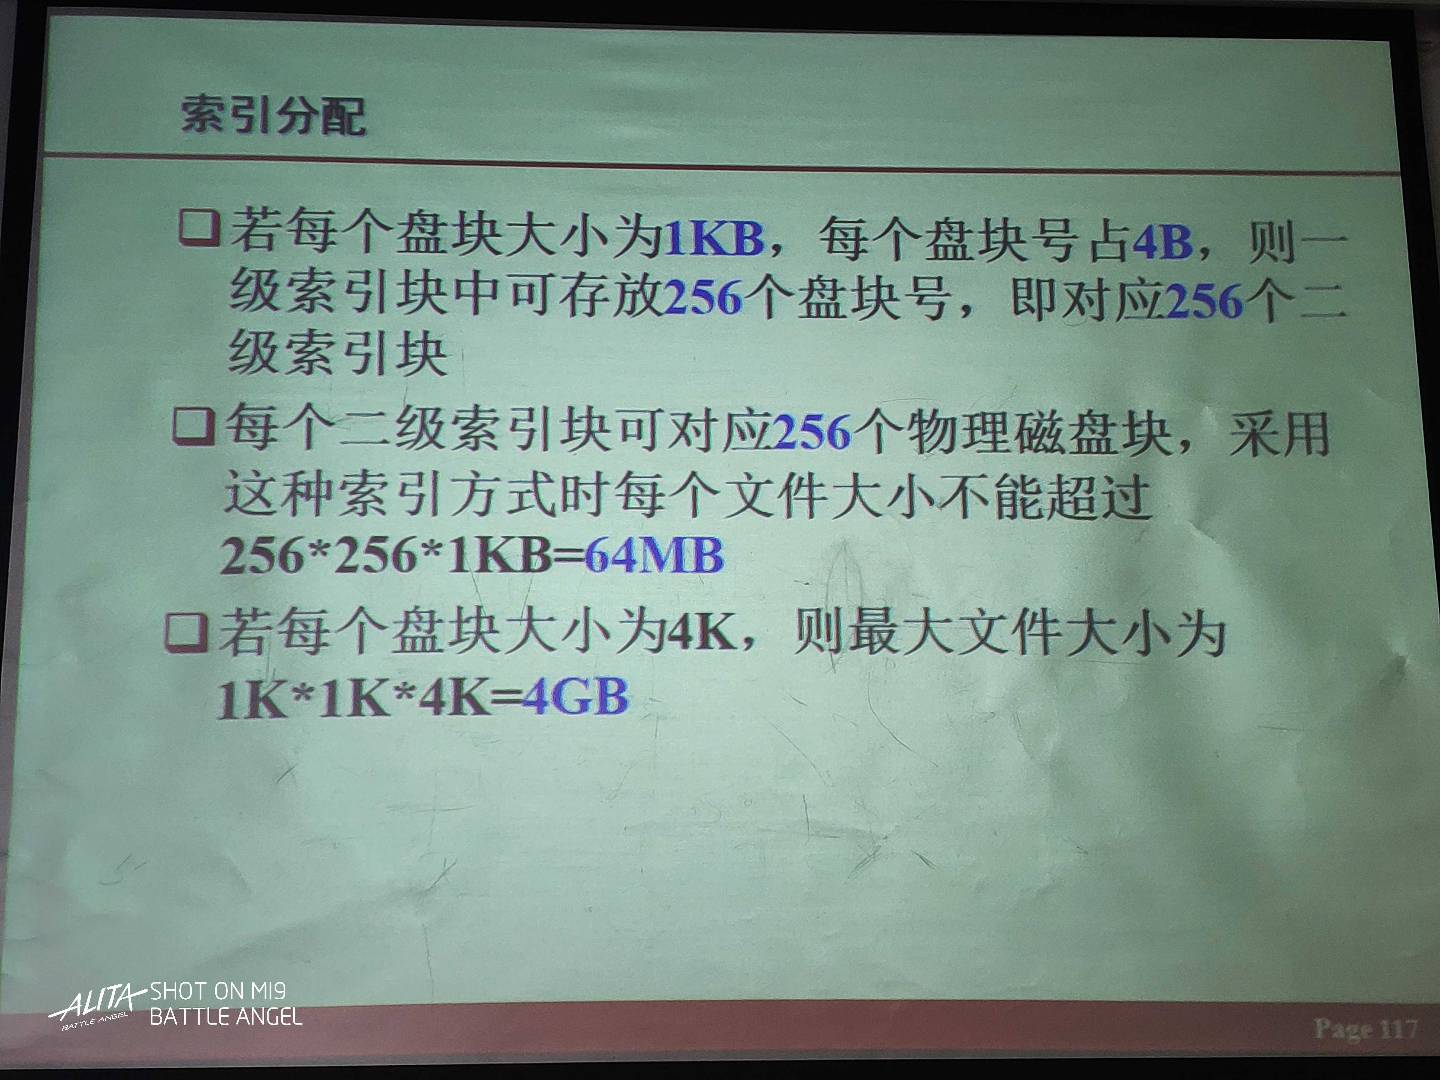 索引分配
若每个盘块大小为1KB，每个盘块号占4B，则一
级索引块中可存放256个盘块号，即对应256个二
级索引块
每个二级索引块可对应256个物理磁盘块，采用
这种索引方式时每个文件大小不能超过
256*256*1KB=64MB
若每个盘块大小为4K，则最大文件大小为
1K*1K*4K=4GB
Page 117
ALITA
BATTLE ANGEL
SHOT ON MI9
BATTLE ANGEL